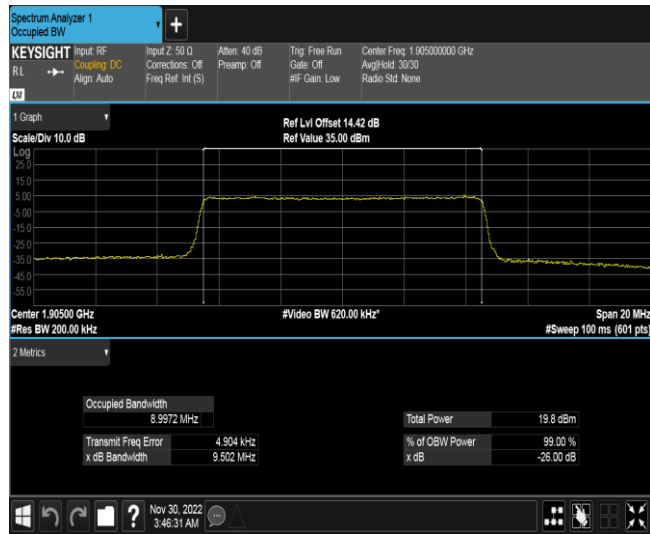 Spectrum Analyzer 1
Occupied BW
+
KEYSIGHT Input: RF Input Z: 50 Ω Atten: 40 dB Trig: Free Run Center Freq: 1.905000000 GHz
RL Coupling: DC Corrections: Off Preamp: Off Gate: Off Avg|Hold: 30/30
Align: Auto Freq Ref: Int (S) #IF Gain: Low Radio Std: None
LXI
1 Graph
Ref Lvl Offset 14.42 dB
Scale/Div 10.0 dB Ref Value 35.00 dBm
Log
25.0
15.0
5.00
-5.00
-15.0
-25.0
-35.0
-45.0
-55.0
Center 1.90500 GHz #Video BW 620.00 kHz* Span 20 MHz
#Res BW 200.00 kHz #Sweep 100 ms (601 pts)
2 Metrics
Occupied Bandwidth
8.9972 MHz Total Power 19.8 dBm
Transmit Freq Error 4.904 kHz % of OBW Power 99.00 %
x dB Bandwidth 9.502 MHz x dB -26.00 dB
? Nov 30, 2022
3:46:31 AM